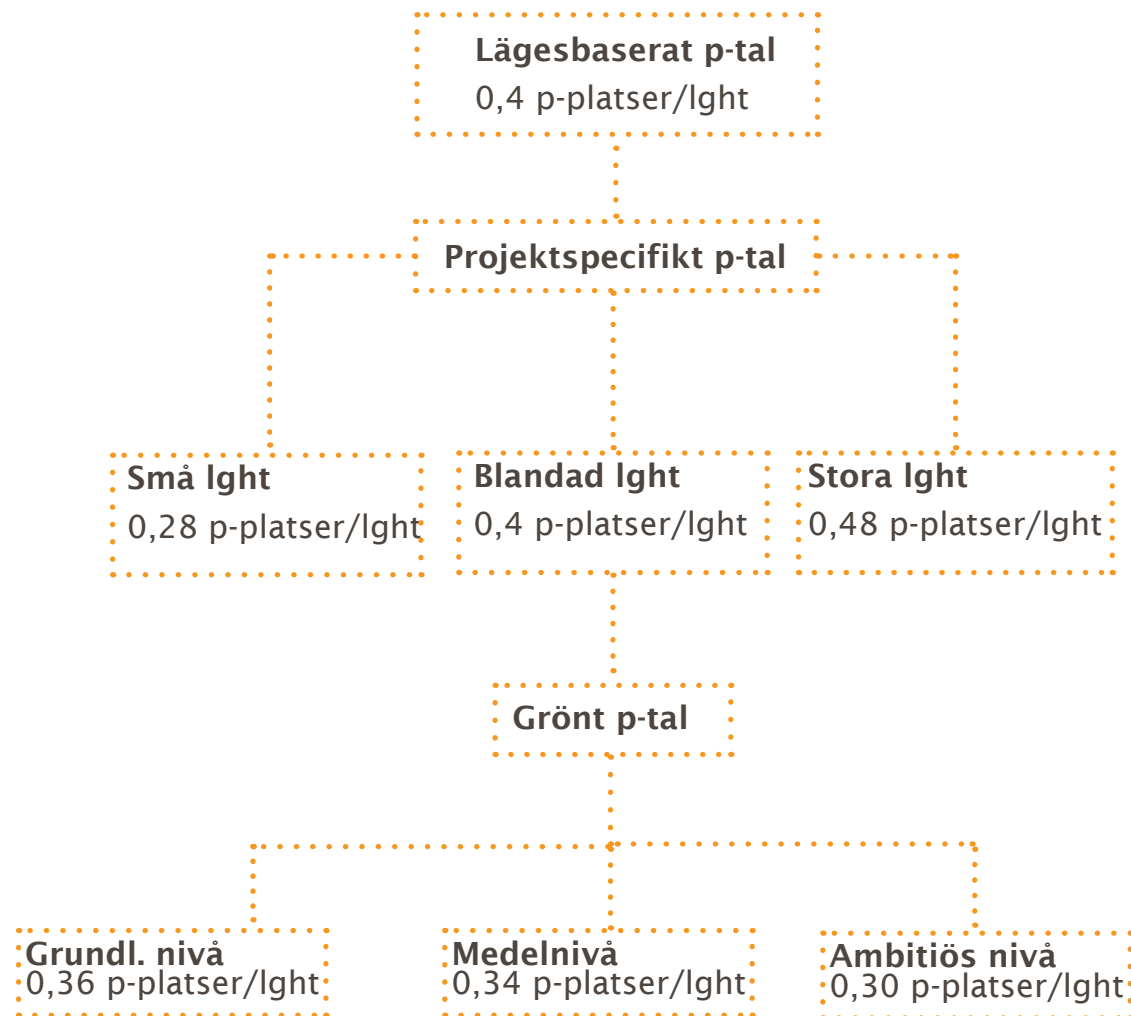 Lägesbaserat p-tal
0,4 p-platser/lght
Projektspecifikt p-tal
Små lght
0,28 p-platser/lght
Blandad lght
0,4 p-platser/lght
Stora lght
0,48 p-platser/lght
Grönt p-tal
Grundl. nivå
0,36 p-platser/lght
Medelnivå
0,34 p-platser/lght
Ambitiös nivå
0,30 p-platser/lght